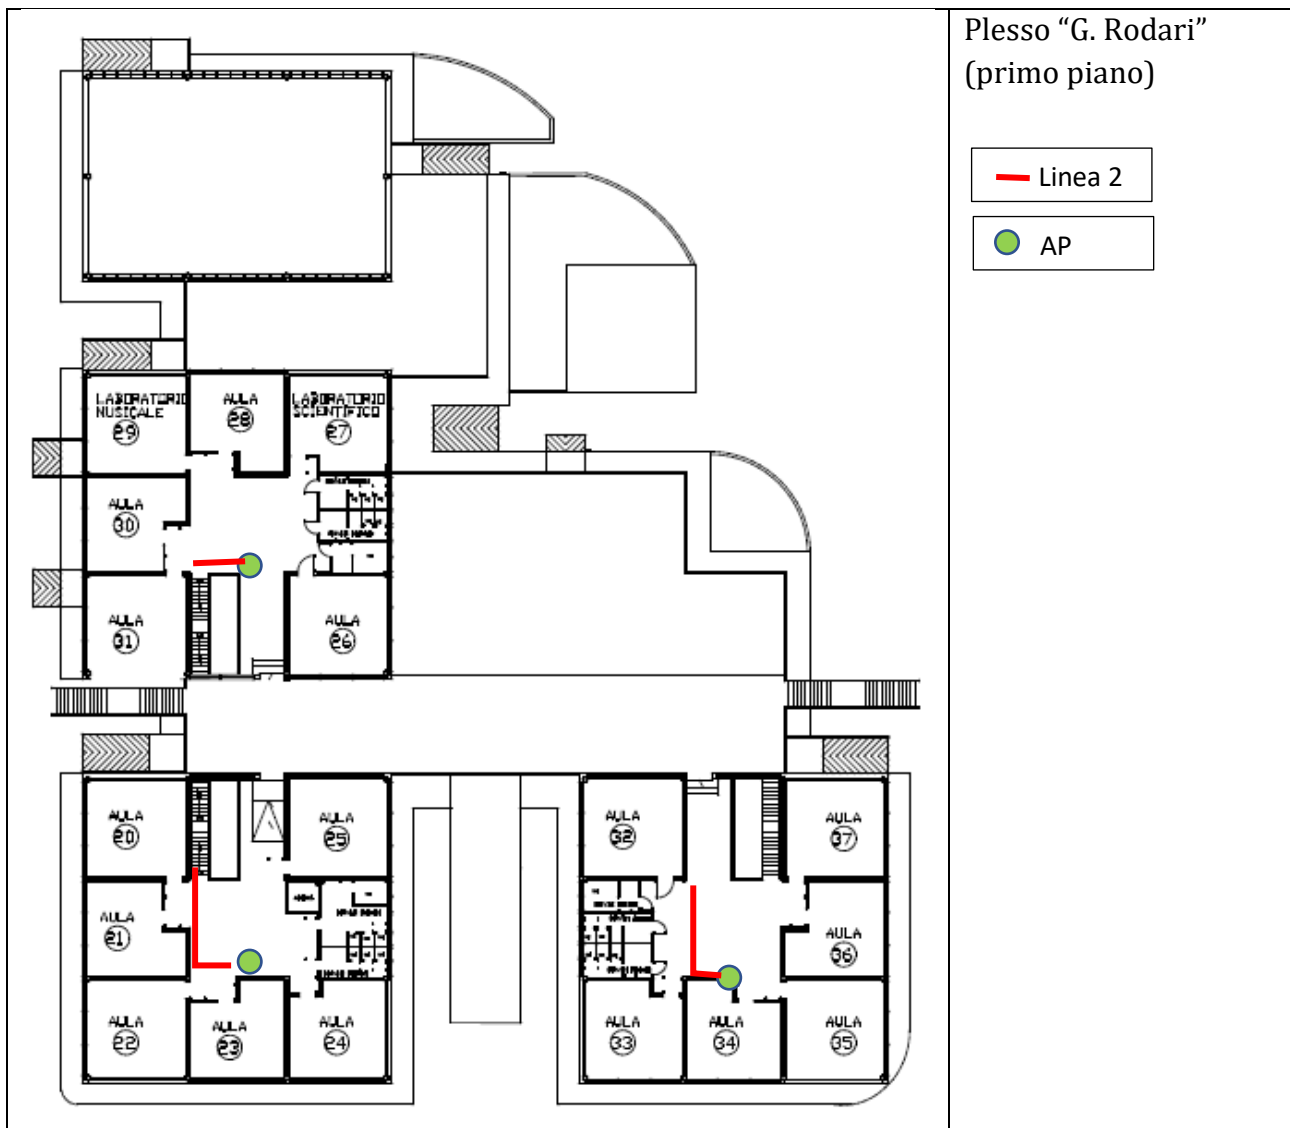 Plesso “G. Rodari”
(primo piano)
Linea 2
AP
LABORATORIO
MUSICALE
29
AULA
28
LABORATORIO
SCIENTIFICO
27
AULA
30
AULA
31
AULA
26
AULA
20
AULA
25
AULA
21
AULA
22
AULA
23
AULA
24
AULA
32
AULA
37
AULA
36
AULA
33
AULA
34
AULA
35